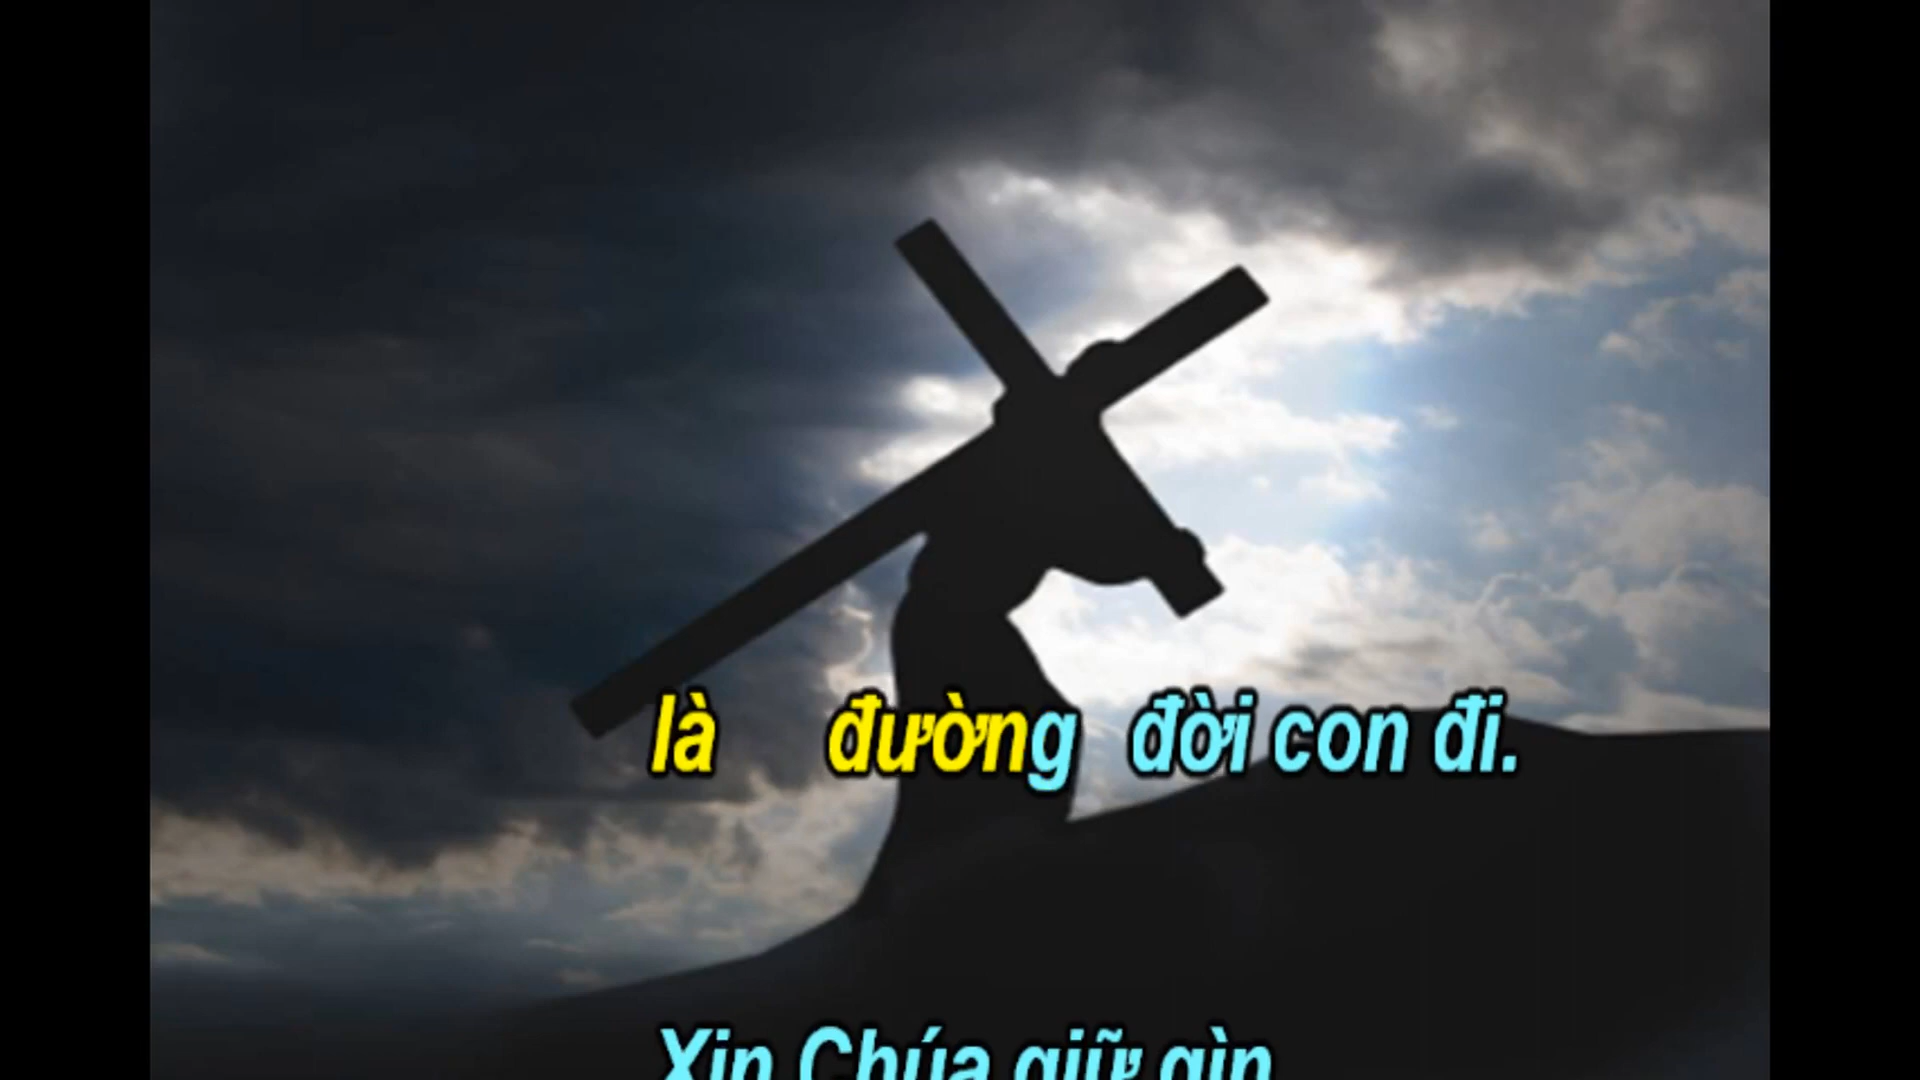 là đường đời con đi.
Xin Chúa giữ gìn